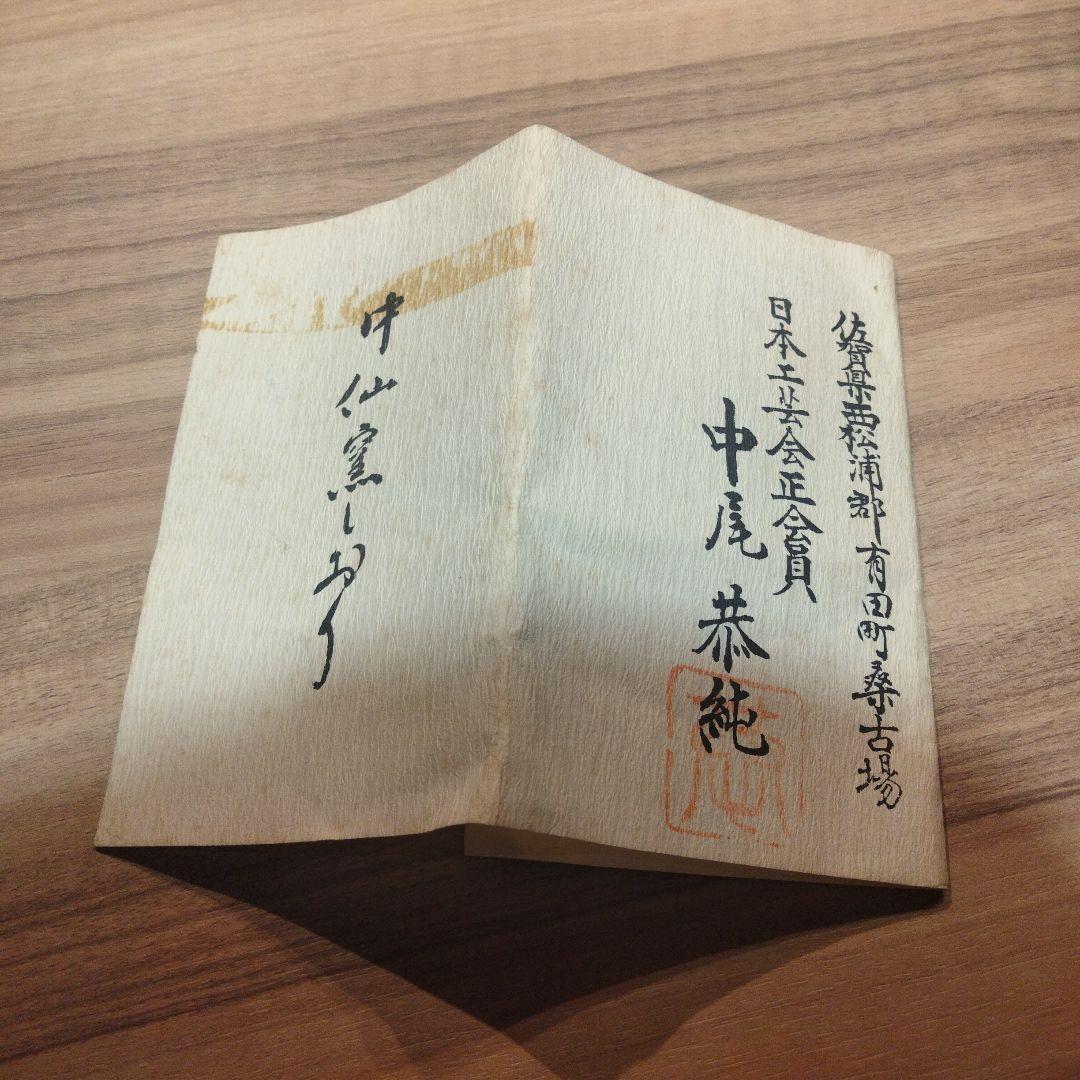 佐賀県西松浦郡有田町桑古場
日本工芸会正会員
中尾恭純
中仙窯しおり